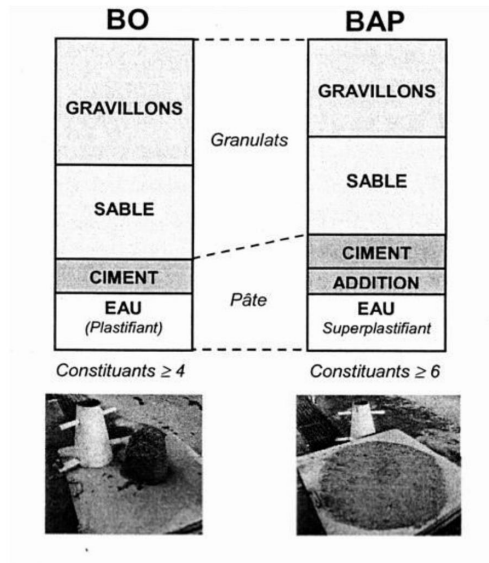 BO
BAP
GRAVILLONS
GRAVILLONS
Granulats
SABLE
SABLE
CIMENT
CIMENT
ADDITION
EAU
(Plastifiant)
Pâte
EAU
Superplastifiant
Constituants ≥ 4
Constituants ≥ 6